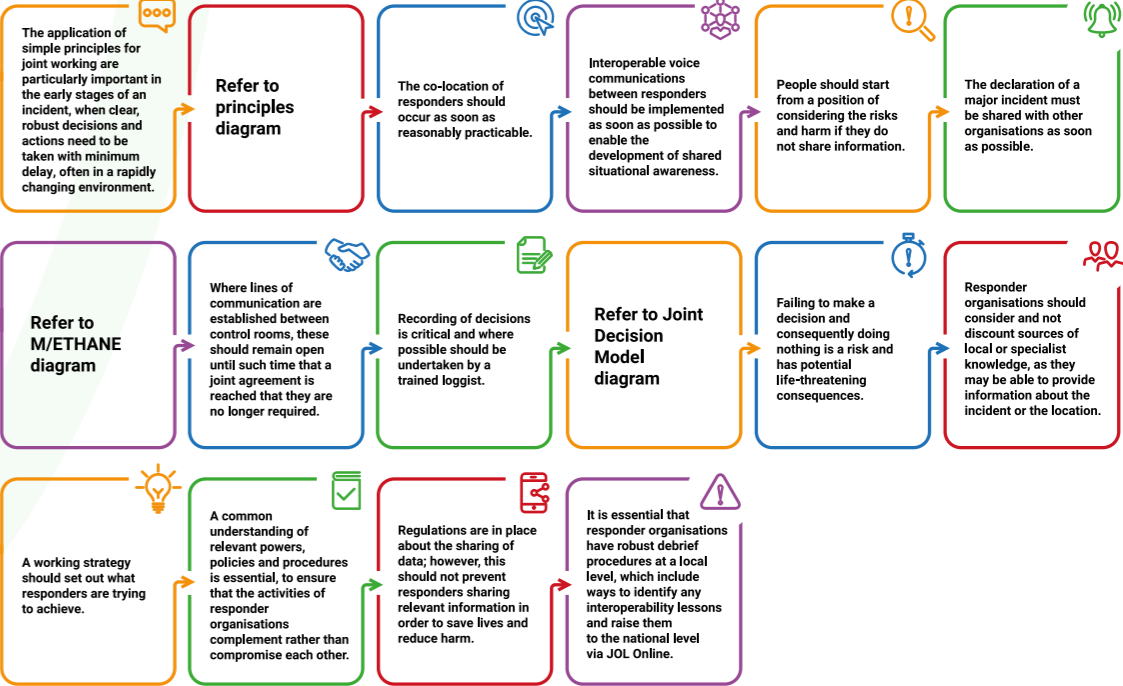 The application of
simple principles for
joint working are
particularly important in
the early stages of an
incident, when clear,
robust decisions and
actions need to be
taken with minimum
delay, often in a rapidly
changing environment.
Refer to
principles
diagram
The co-location of
responders should
occur as soon as
reasonably practicable.
Interoperable voice
communications
between responders
should be implemented
as soon as possible to
enable the
development of shared
situational awareness.
People should start
from a position of
considering the risks
and harm if they do
not share information.
The declaration of a
major incident must
be shared with other
organisations as soon
as possible.
Refer to
M/ETHANE
diagram
Where lines of
communication are
established between
control rooms, these
should remain open
until such time that a
joint agreement is
reached that they are
no longer required.
Recording of decisions
is critical and where
possible should be
undertaken by a
trained loggist.
Refer to Joint
Decision
Model
diagram
Failing to make a
decision and
consequently doing
nothing is a risk and
has potential
life-threatening
consequences.
Responder
organisations should
consider and not
discount sources of
local or specialist
knowledge, as they
may be able to provide
information about the
incident or the location.
A working strategy
should set out what
responders are trying
to achieve.
A common
understanding of
relevant powers,
policies and procedures
is essential, to ensure
that the activities of
responder
organisations
complement rather than
compromise each other.
Regulations are in place
about the sharing of
data; however, this
should not prevent
responders sharing
relevant information in
order to save lives and
reduce harm.
It is essential that
responder organisations
have robust debrief
procedures at a local
level, which include
ways to identify any
interoperability lessons
and raise them
to the national level
via JOL Online.